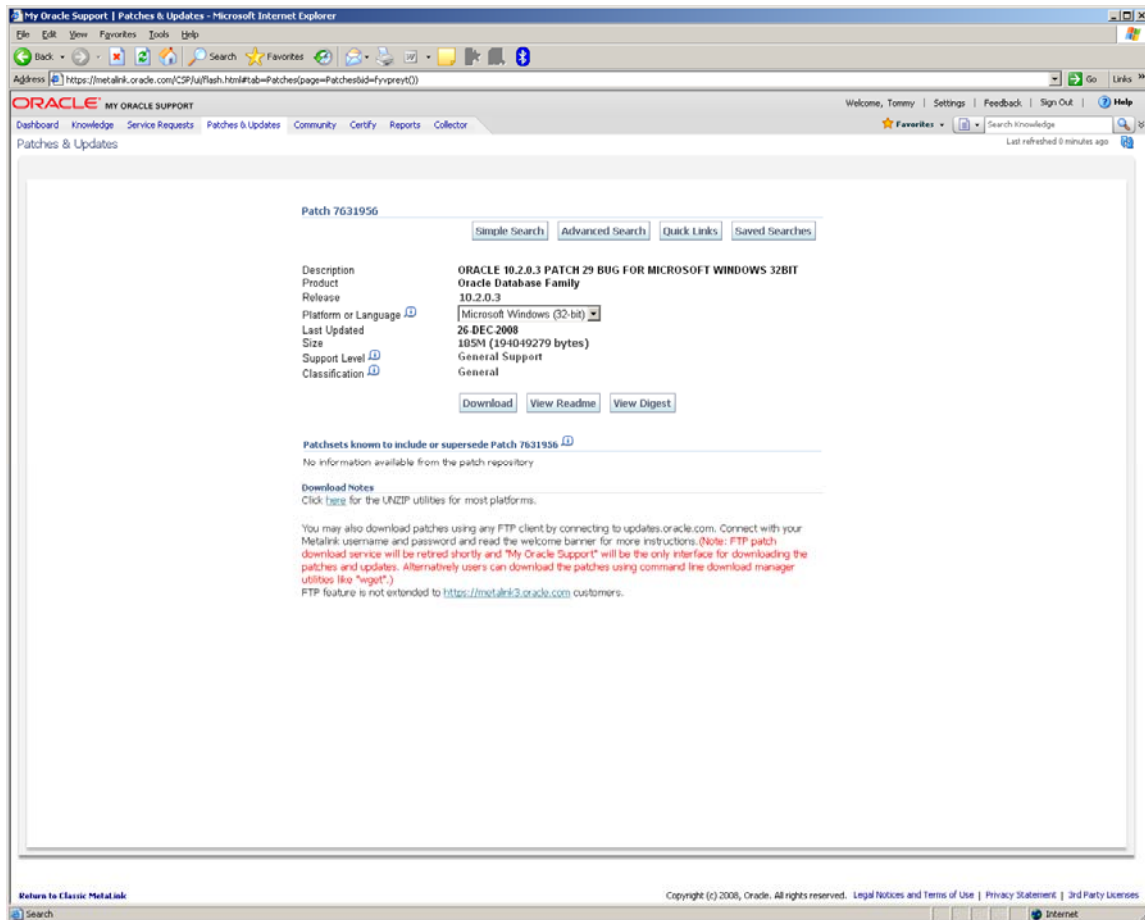 My Oracle Support | Patches & Updates - Microsoft Internet Explorer
File Edit View Favorites Tools Help
Back Search Favorites
Address https://metalink.oracle.com/CSP/ui/flash.html#tab=Patches(page=Patches&id=fyvpreyt()) Go Links »
ORACLE MY ORACLE SUPPORT Welcome, Tommy | Settings | Feedback | Sign Out | Help
Dashboard Knowledge Service Requests Patches & Updates Community Certify Reports Collector Favorites Search Knowledge
Patches & Updates Last refreshed 0 minutes ago
Patch 7631956
Simple Search Advanced Search Quick Links Saved Searches
Description ORACLE 10.2.0.3 PATCH 29 BUG FOR MICROSOFT WINDOWS 32BIT
Product Oracle Database Family
Release 10.2.0.3
Platform or Language Microsoft Windows (32-bit)
Last Updated 26-DEC-2008
Size 185M (194049279 bytes)
Support Level General Support
Classification General
Download View Readme View Digest
Patchsets known to include or supersede Patch 7631956
No information available from the patch repository
Download Notes
Click here for the UNZIP utilities for most platforms.
You may also download patches using any FTP client by connecting to updates.oracle.com. Connect with your
Metalink username and password and read the welcome banner for more instructions.(Note: FTP patch
download service will be retired shortly and "My Oracle Support" will be the only interface for downloading the
patches and updates. Alternatively users can download the patches using command line download manager
utilities like "wget".)
FTP feature is not extended to https://metalink3.oracle.com customers.
Return to Classic MetaLink Copyright (c) 2008, Oracle. All rights reserved. Legal Notices and Terms of Use | Privacy Statement | 3rd Party Licenses
Search Internet